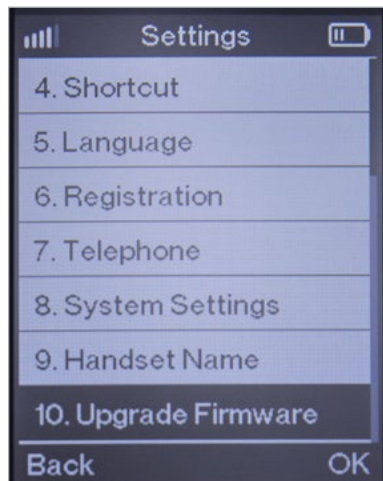 Settings
4. Shortcut
5. Language
6. Registration
7. Telephone
8. System Settings
9. Handset Name
10. Upgrade Firmware
Back OK